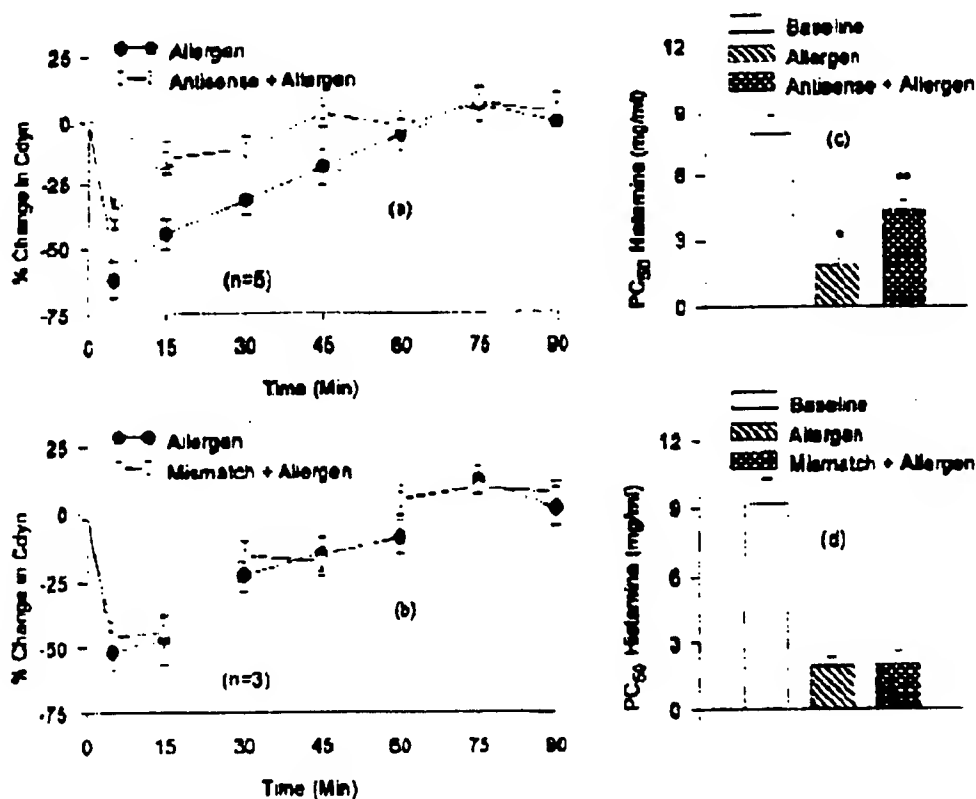 Allergen
Antisense + Allergen
% Change in Cdyn
25
0
-25
-50
-75
(a)
(n=5)
0 15 30 45 60 75 90
Time (Min)
Baseline
Allergen
Antisense + Allergen
PC50 Histamine (mg/ml)
12
9
6
3
0
(c)
*
**
Allergen
Mismatch + Allergen
% Change in Cdyn
25
0
-25
-50
-75
(b)
(n=3)
0 15 30 45 60 75 90
Time (Min)
Baseline
Allergen
Mismatch + Allergen
PC50 Histamine (mg/ml)
12
9
6
3
0
(d)